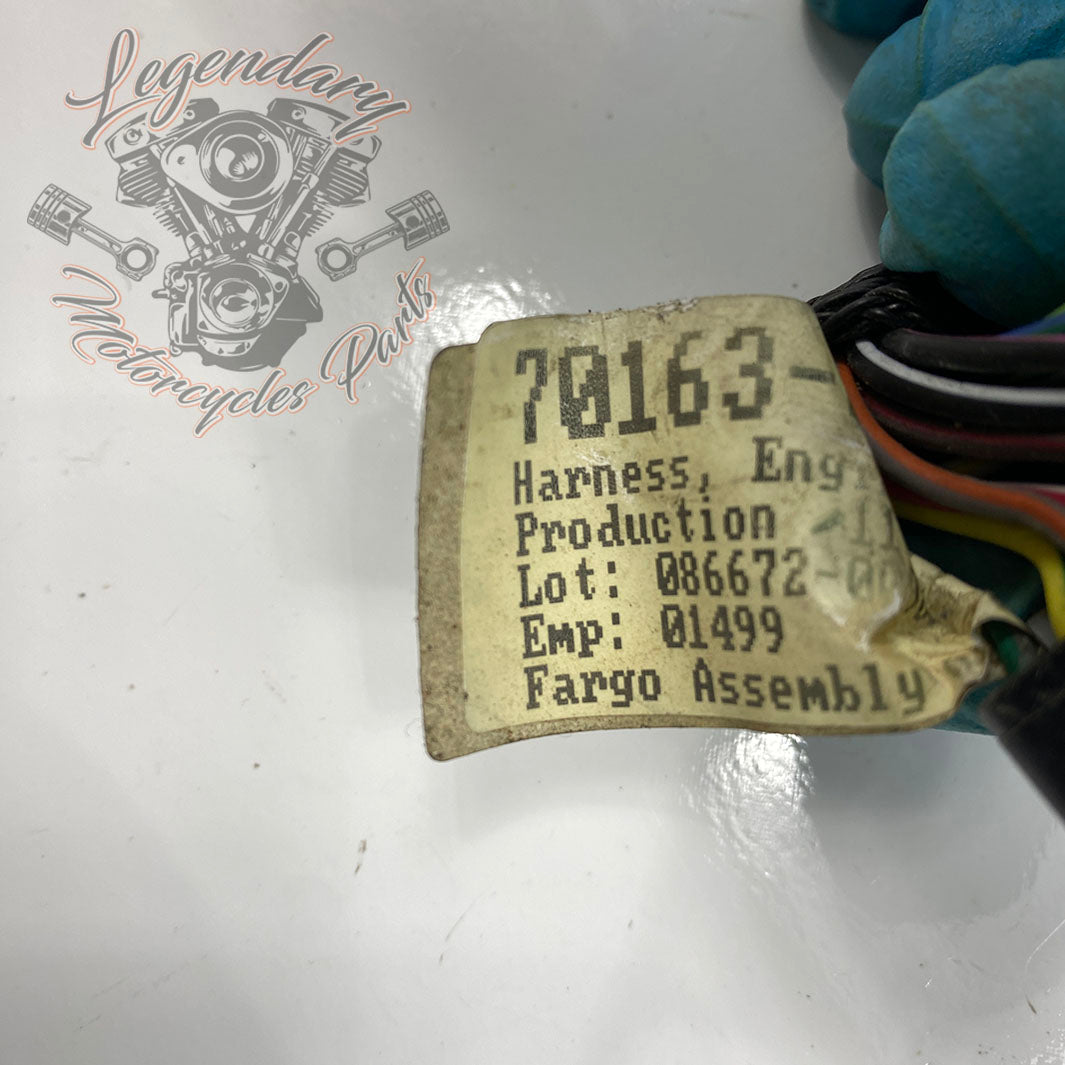 Legendary
Motorcycles Parts
70163-
Harness, Eng
Production
Lot: 086672-
Emp: 01499
Fargo Assembly